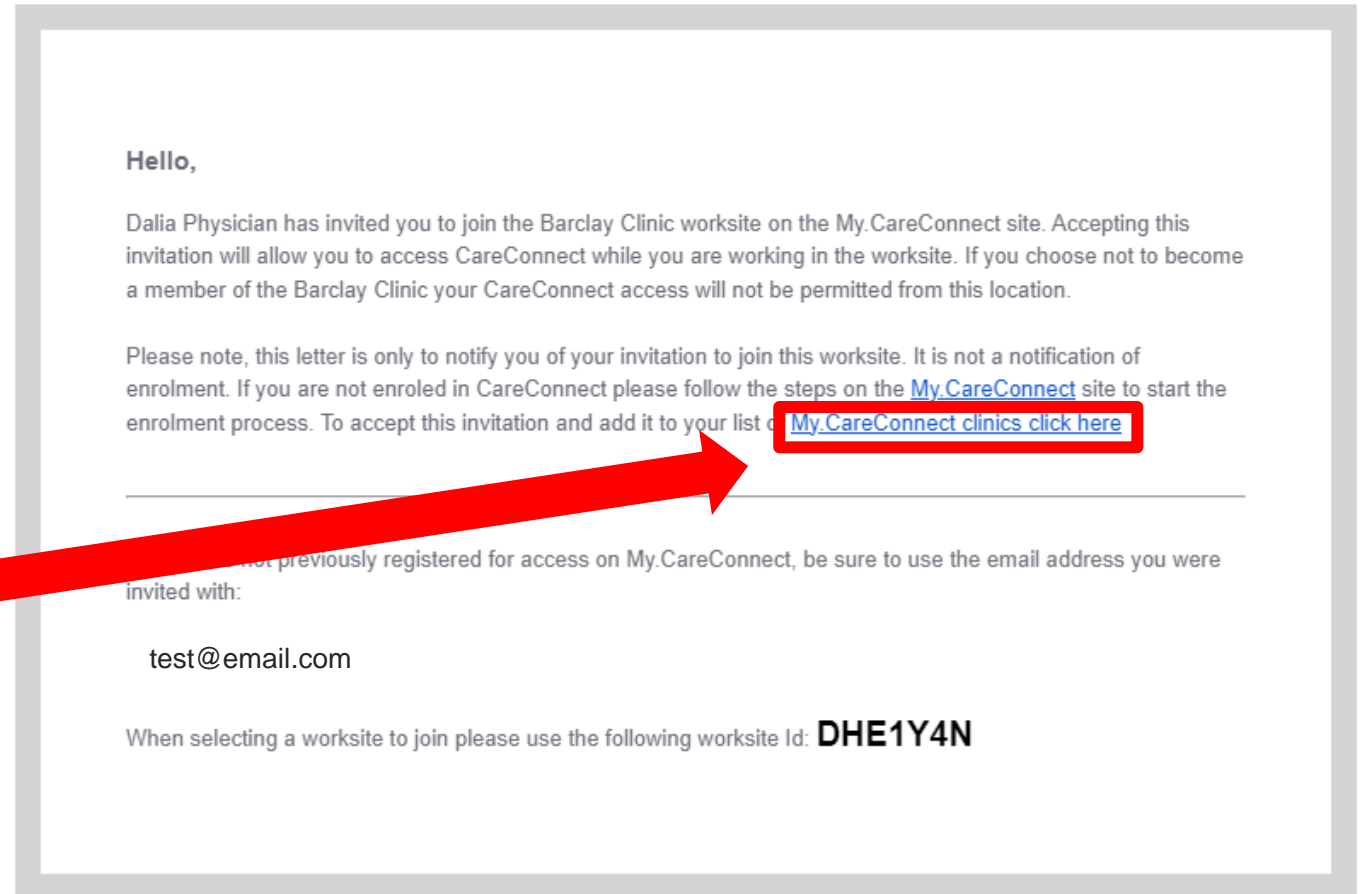 Hello,
Dalia Physician has invited you to join the Barclay Clinic worksite on the My.CareConnect site. Accepting this
invitation will allow you to access CareConnect while you are working in the worksite. If you choose not to become
a member of the Barclay Clinic your CareConnect access will not be permitted from this location.
Please note, this letter is only to notify you of your invitation to join this worksite. It is not a notification of
enrolment. If you are not enroled in CareConnect please follow the steps on the My.CareConnect site to start the
enrolment process. To accept this invitation and add it to your list My.CareConnect clinics click here
not previously registered for access on My.CareConnect, be sure to use the email address you were
invited with:
test@email.com
When selecting a worksite to join please use the following worksite Id: DHE1Y4N